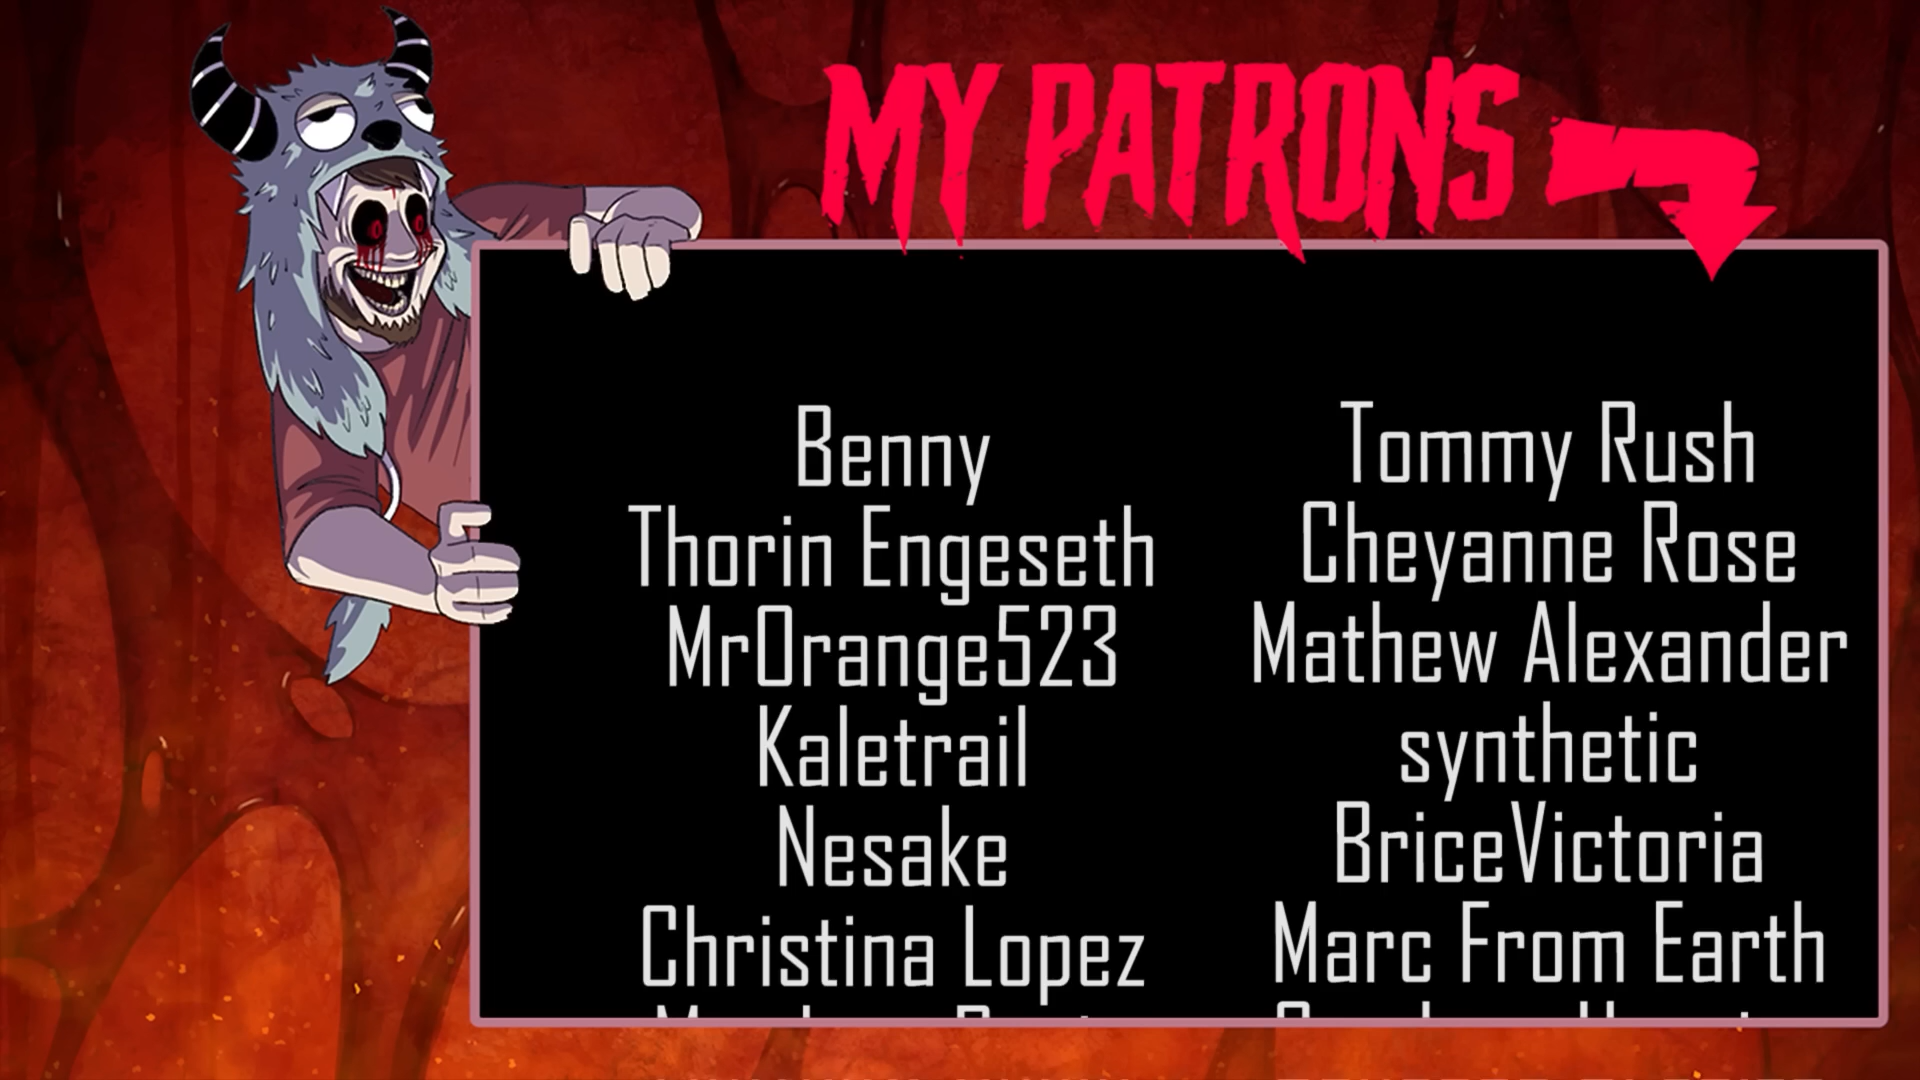 MY PATRONS
Benny
Thorin Engeseth
MrOrange523
Kaletrail
Nesake
Christina Lopez
Tommy Rush
Cheyanne Rose
Mathew Alexander
synthetic
BriceVictoria
Marc From Earth